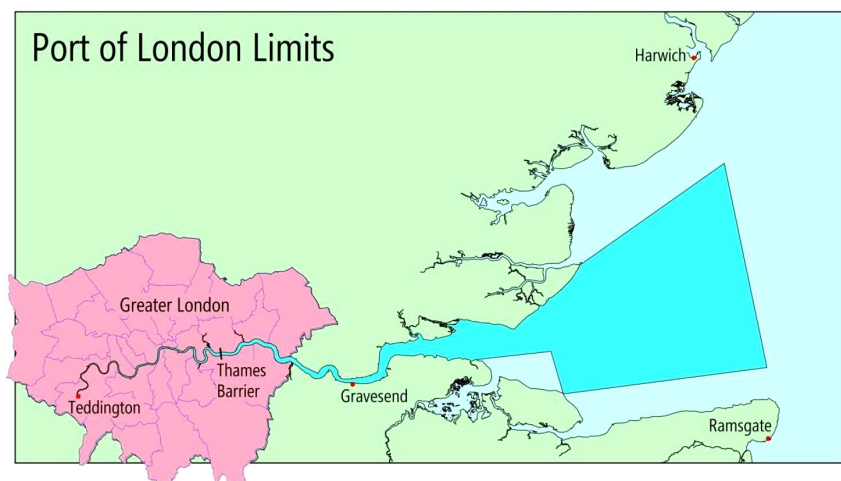 Port of London Limits
Harwich
Greater London
Thames
Barrier
Gravesend
Teddington
Ramsgate